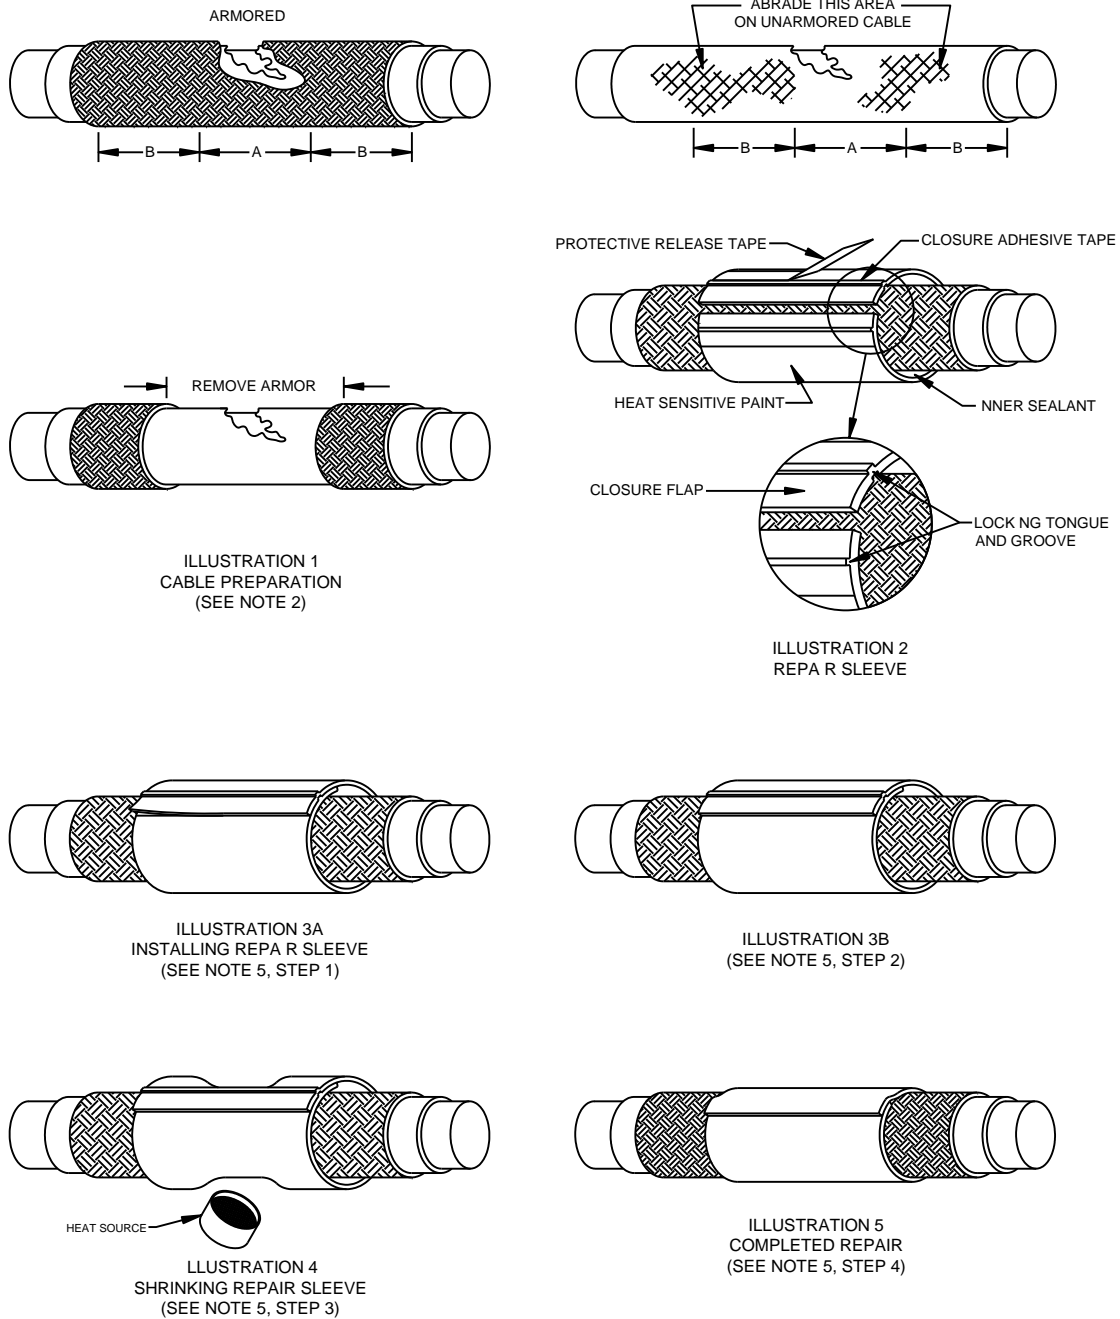 ARMORED
ABRADE THIS AREA
ON UNARMORED CABLE
B A B
B A B
REMOVE ARMOR
ILLUSTRATION 1
CABLE PREPARATION
(SEE NOTE 2)
PROTECTIVE RELEASE TAPE
CLOSURE ADHESIVE TAPE
HEAT SENSITIVE PAINT
NNER SEALANT
CLOSURE FLAP
LOCK NG TONGUE
AND GROOVE
ILLUSTRATION 2
REPA R SLEEVE
ILLUSTRATION 3A
INSTALLING REPA R SLEEVE
(SEE NOTE 5, STEP 1)
ILLUSTRATION 3B
(SEE NOTE 5, STEP 2)
HEAT SOURCE
LLUSTRATION 4
SHRINKING REPAIR SLEEVE
(SEE NOTE 5, STEP 3)
ILLUSTRATION 5
COMPLETED REPAIR
(SEE NOTE 5, STEP 4)